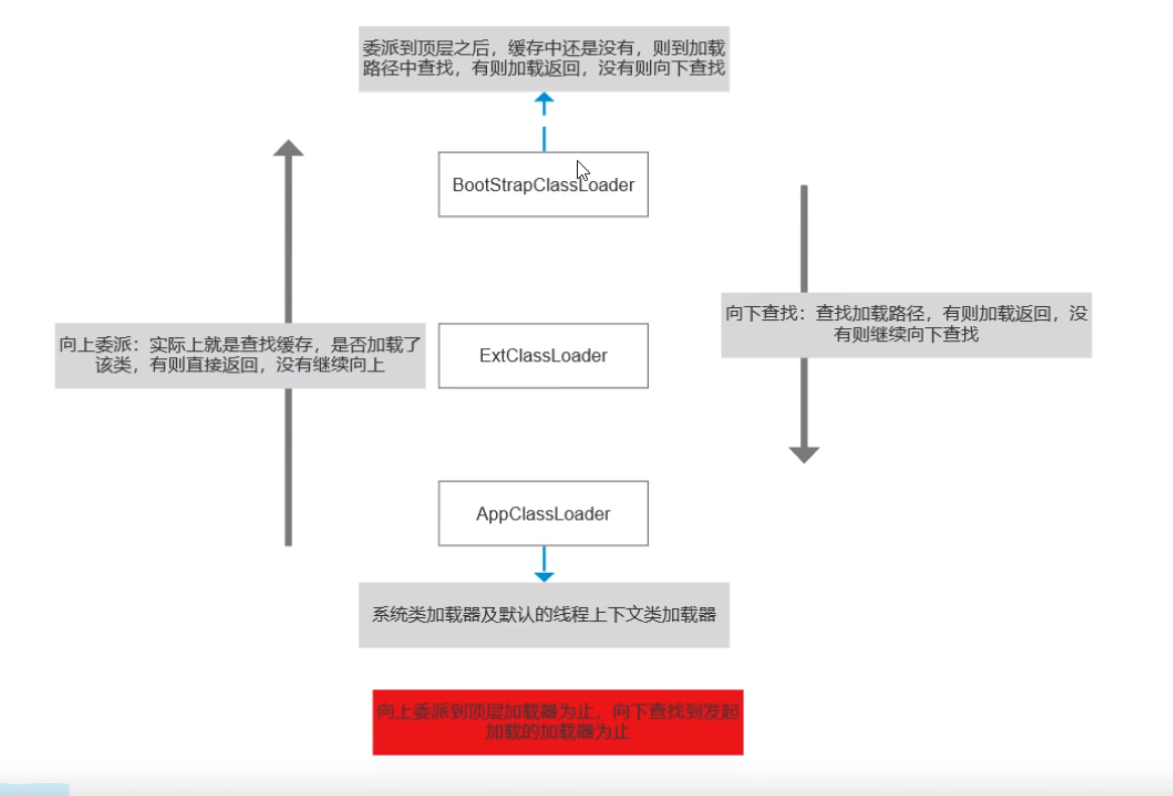 委派到顶层之后，缓存中还是没有，则到加载
路径中查找，有则加载返回，没有则向下查找
BootStrapClassLoader
向下查找：查找加载路径，有则加载返回，没
有则继续向下查找
向上委派：实际上就是查找缓存，是否加载了
该类，有则直接返回，没有继续向上
ExtClassLoader
AppClassLoader
系统类加载器及默认的线程上下文类加载器
向上委派到顶层加载器为止，向下查找到发起
加载的加载器为止